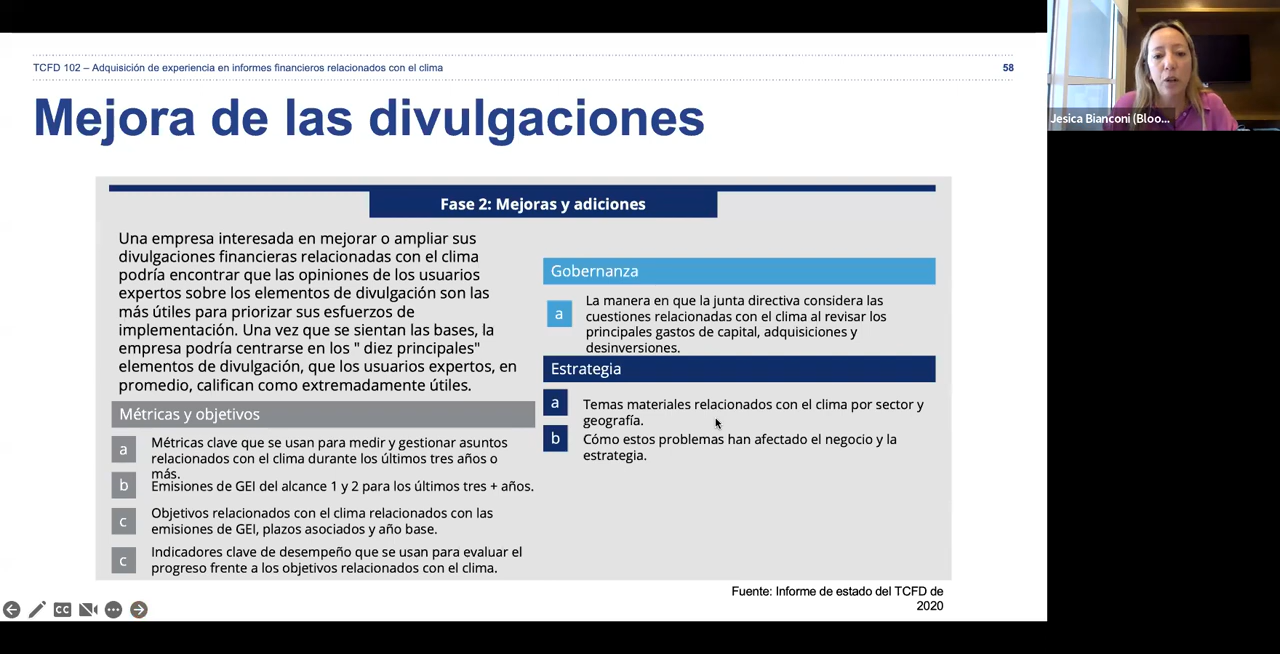 TCFD 102 – Adquisición de experiencia en informes financieros relacionados con el clima
58
Mejora de las divulgaciones
Fase 2: Mejoras y adiciones
Una empresa interesada en mejorar o ampliar sus
divulgaciones financieras relacionadas con el clima
podría encontrar que las opiniones de los usuarios
expertos sobre los elementos de divulgación son las
más útiles para priorizar sus esfuerzos de
implementación. Una vez que se sientan las bases, la
empresa podría centrarse en los " diez principales"
elementos de divulgación, que los usuarios expertos, en
promedio, califican como extremadamente útiles.
Métricas y objetivos
a
Métricas clave que se usan para medir y gestionar asuntos
relacionados con el clima durante los últimos tres años o
más.
b
Emisiones de GEI del alcance 1 y 2 para los últimos tres + años.
c
Objetivos relacionados con el clima relacionados con las
emisiones de GEI, plazos asociados y año base.
c
Indicadores clave de desempeño que se usan para evaluar el
progreso frente a los objetivos relacionados con el clima.
Gobernanza
a
La manera en que la junta directiva considera las
cuestiones relacionadas con el clima al revisar los
principales gastos de capital, adquisiciones y
desinversiones.
Estrategia
a
Temas materiales relacionados con el clima por sector y
geografía.
b
Cómo estos problemas han afectado el negocio y la
estrategia.
Fuente: Informe de estado del TCFD de
2020
CC
Jesica Bianconi (Bloo...